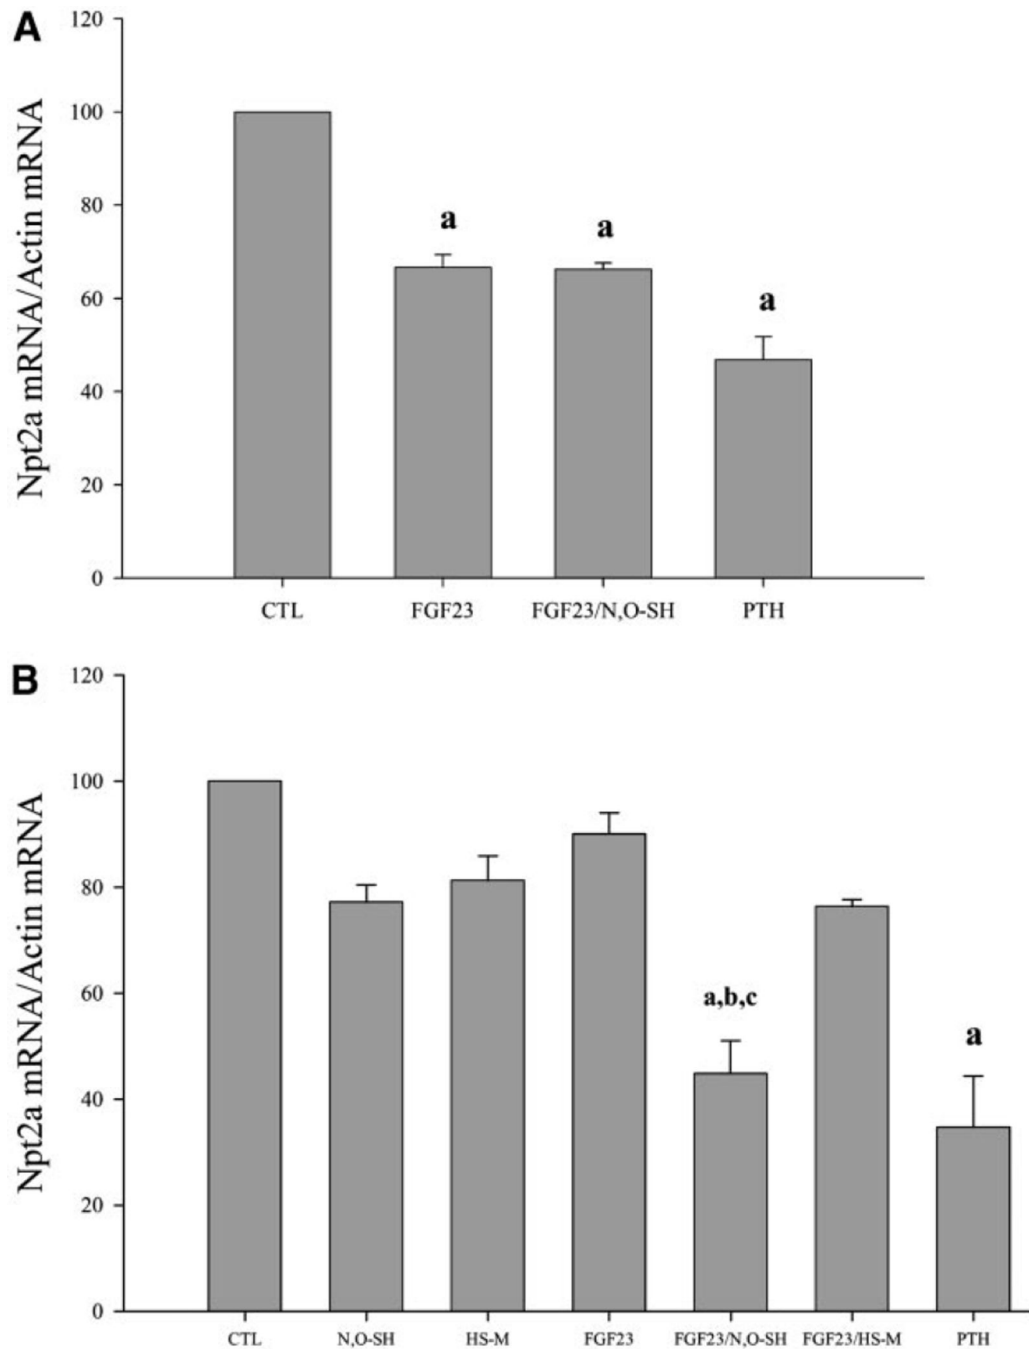 A
120
100
80
60
40
20
0
Npt2a mRNA/Actin mRNA
a
a
a
CTL FGF23 FGF23/N,O-SH PTH
B
120
100
80
60
40
20
0
Npt2a mRNA/Actin mRNA
a,b,c
a
CTL N,O-SH HS-M FGF23 FGF23/N,O-SH FGF23/HS-M PTH